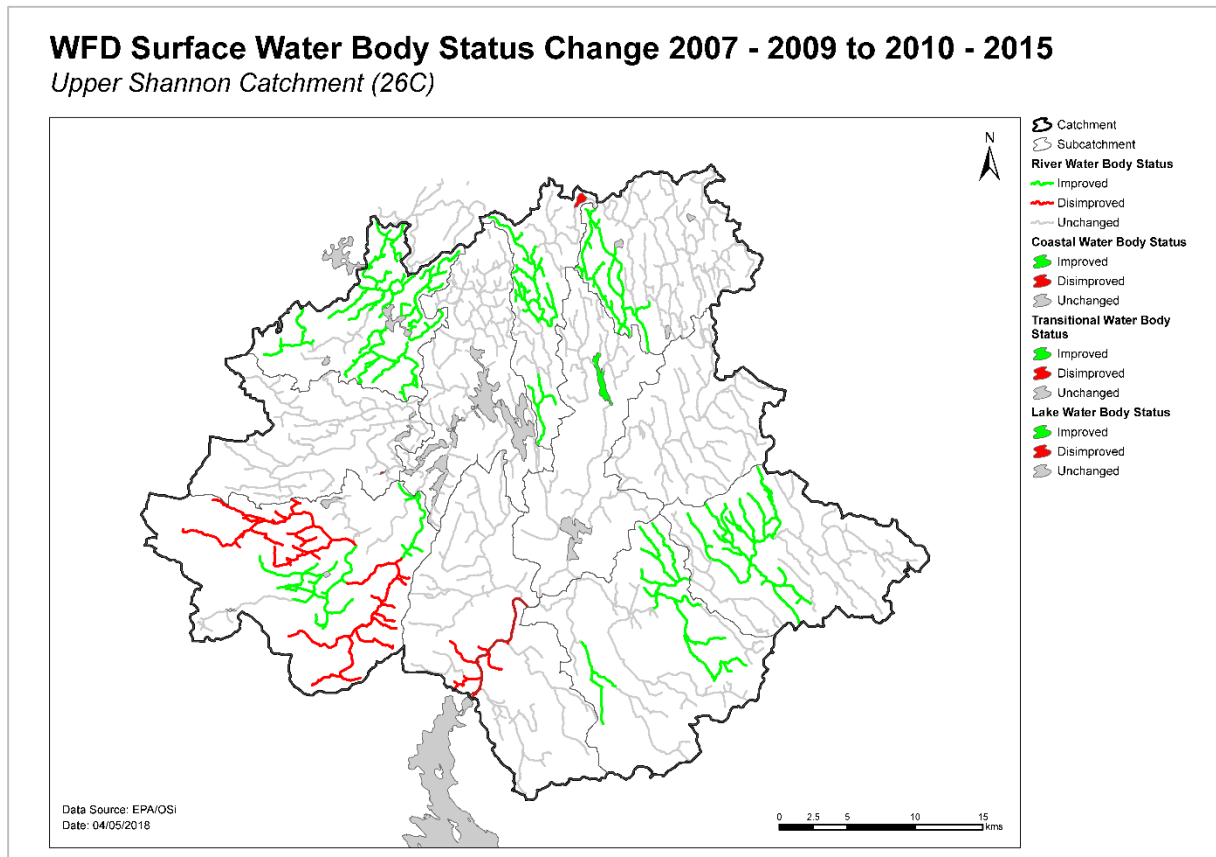 WFD Surface Water Body Status Change 2007 - 2009 to 2010 - 2015
Upper Shannon Catchment (26C)
N
Catchment
Subcatchment
River Water Body Status
Improved
Disimproved
Unchanged
Coastal Water Body Status
Improved
Disimproved
Unchanged
Transitional Water Body
Status
Improved
Disimproved
Unchanged
Lake Water Body Status
Improved
Disimproved
Unchanged
Data Source: EPA/OSi
Date: 04/05/2018
0 2.5 5 10 15
kms